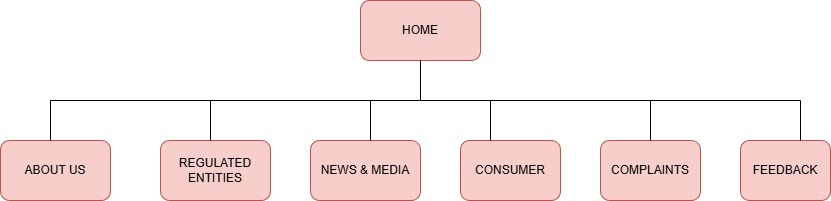 HOME
ABOUT US
REGULATED
ENTITIES
NEWS & MEDIA
CONSUMER
COMPLAINTS
FEEDBACK